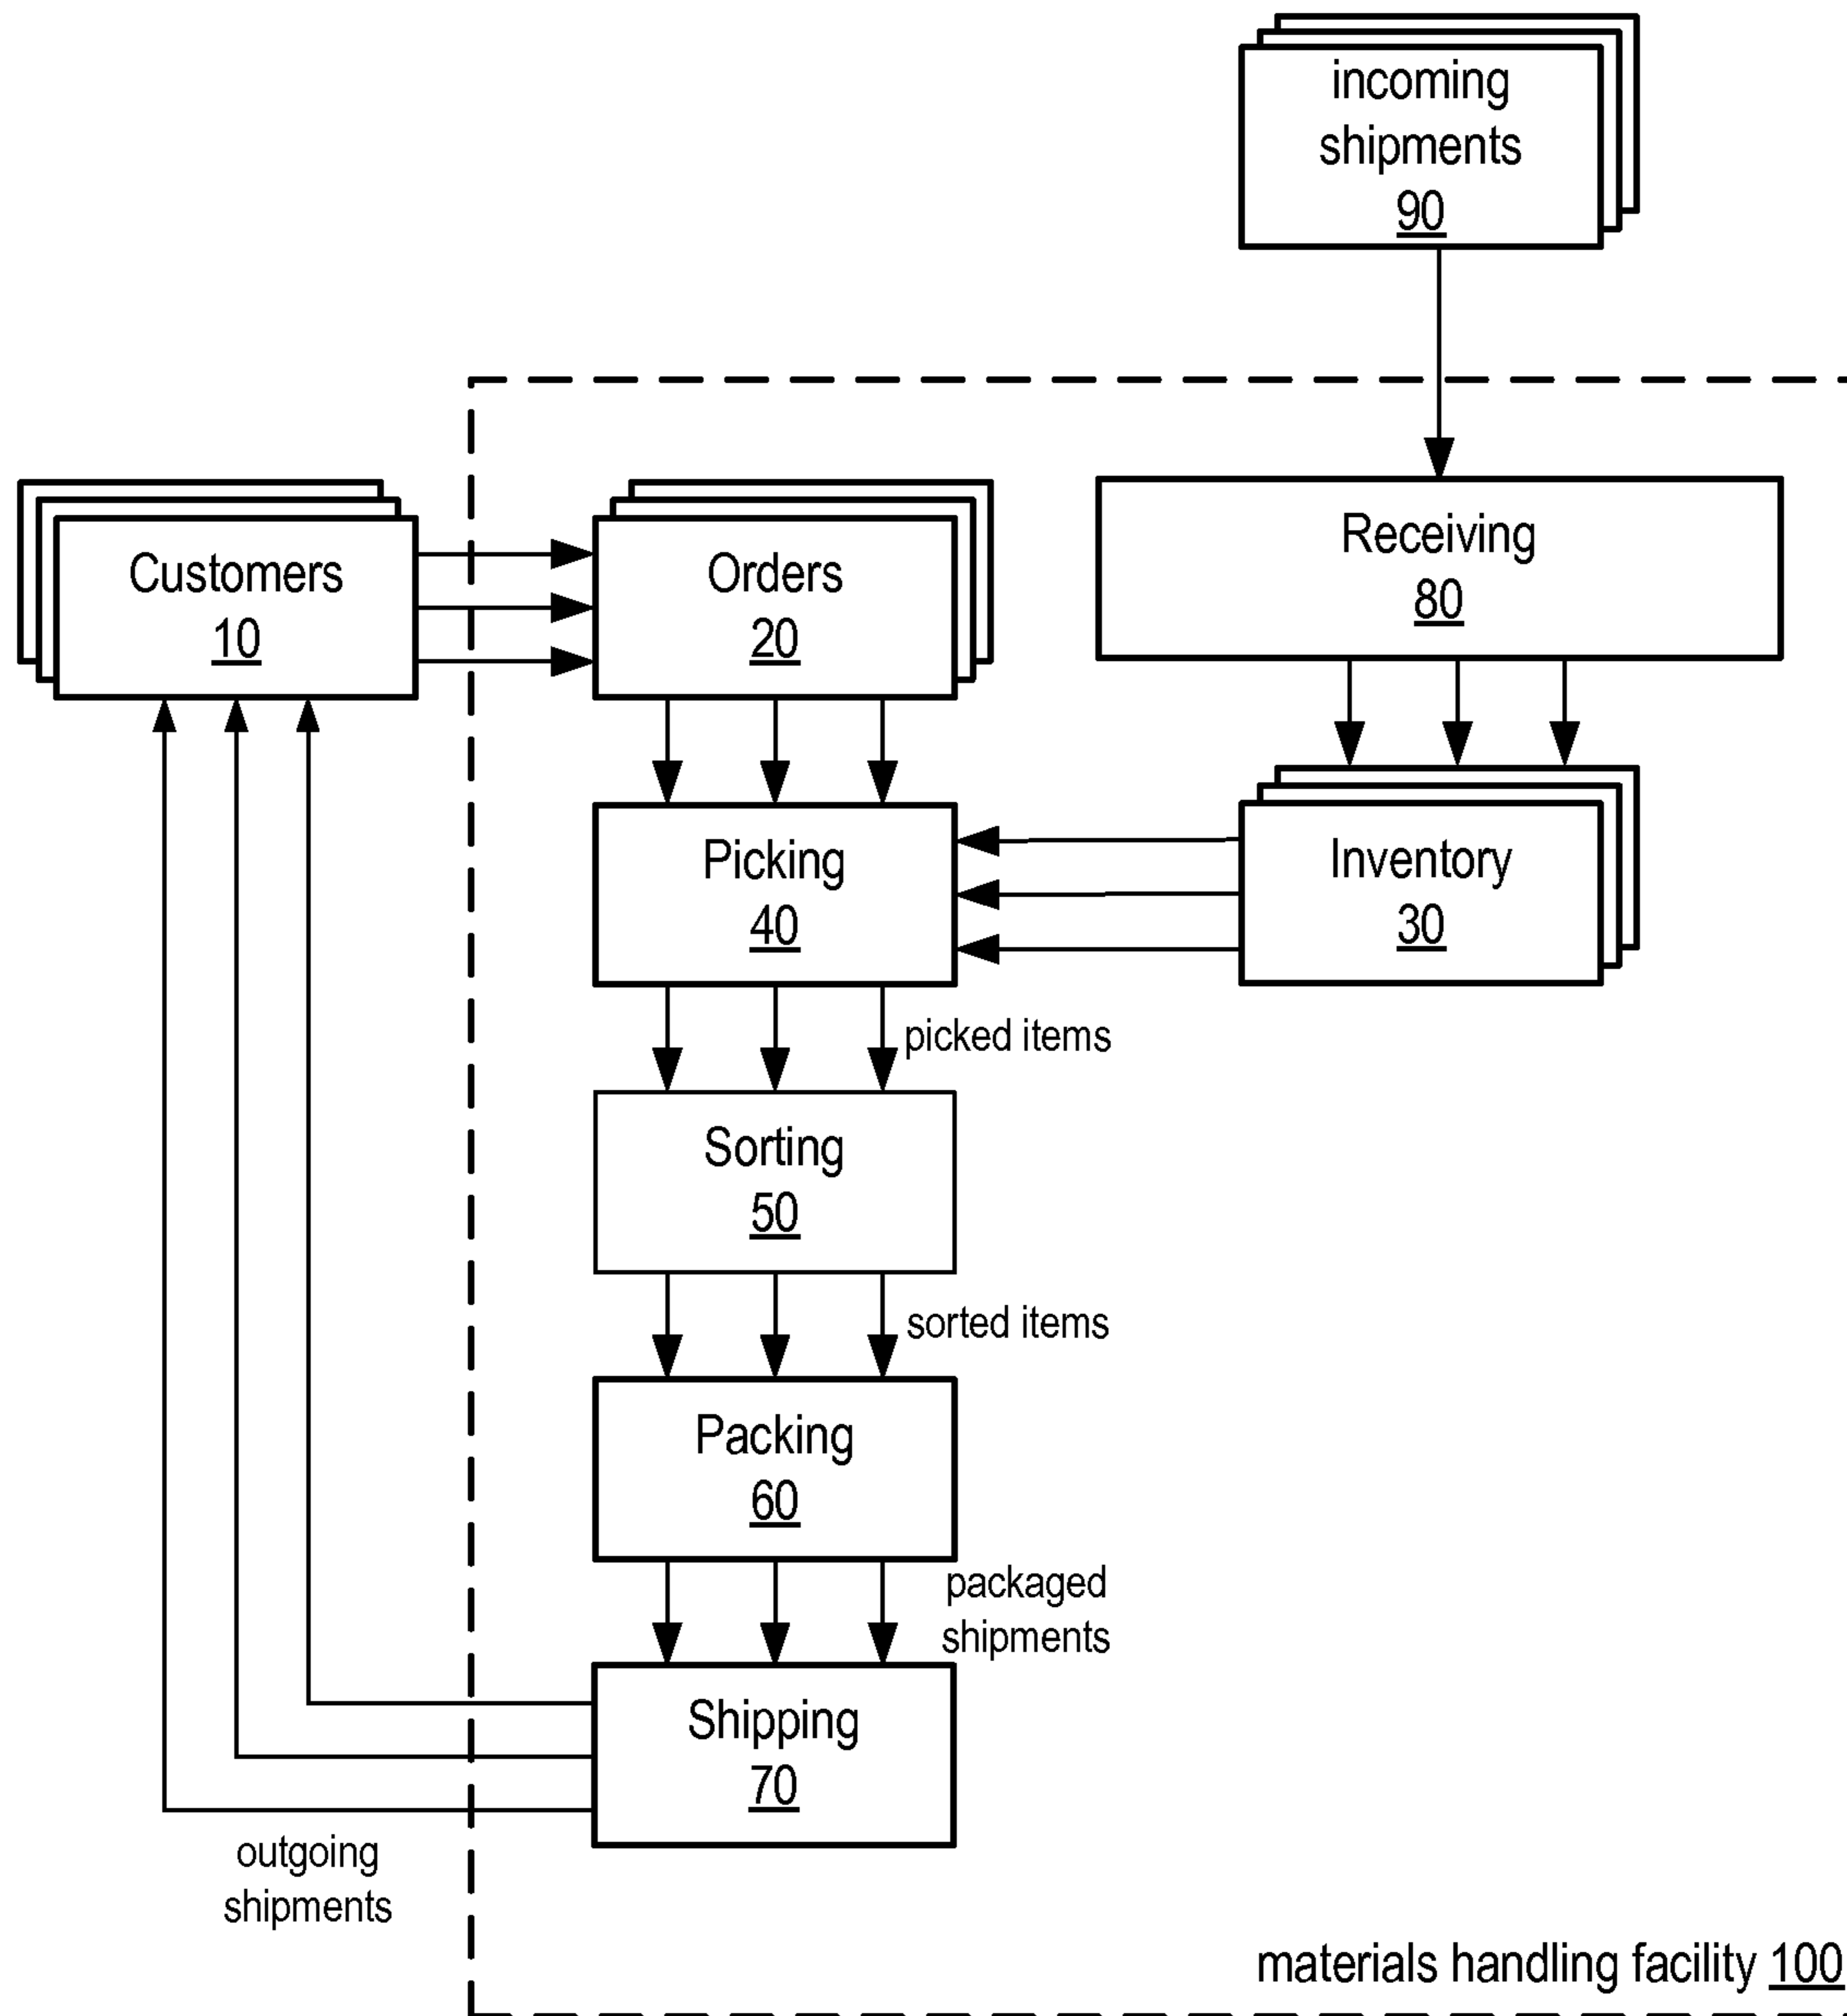 incoming
shipments
90
Customers
10
Orders
20
Receiving
80
Picking
40
Inventory
30
picked items
Sorting
50
sorted items
Packing
60
packaged
shipments
Shipping
70
outgoing
shipments
materials handling facility 100